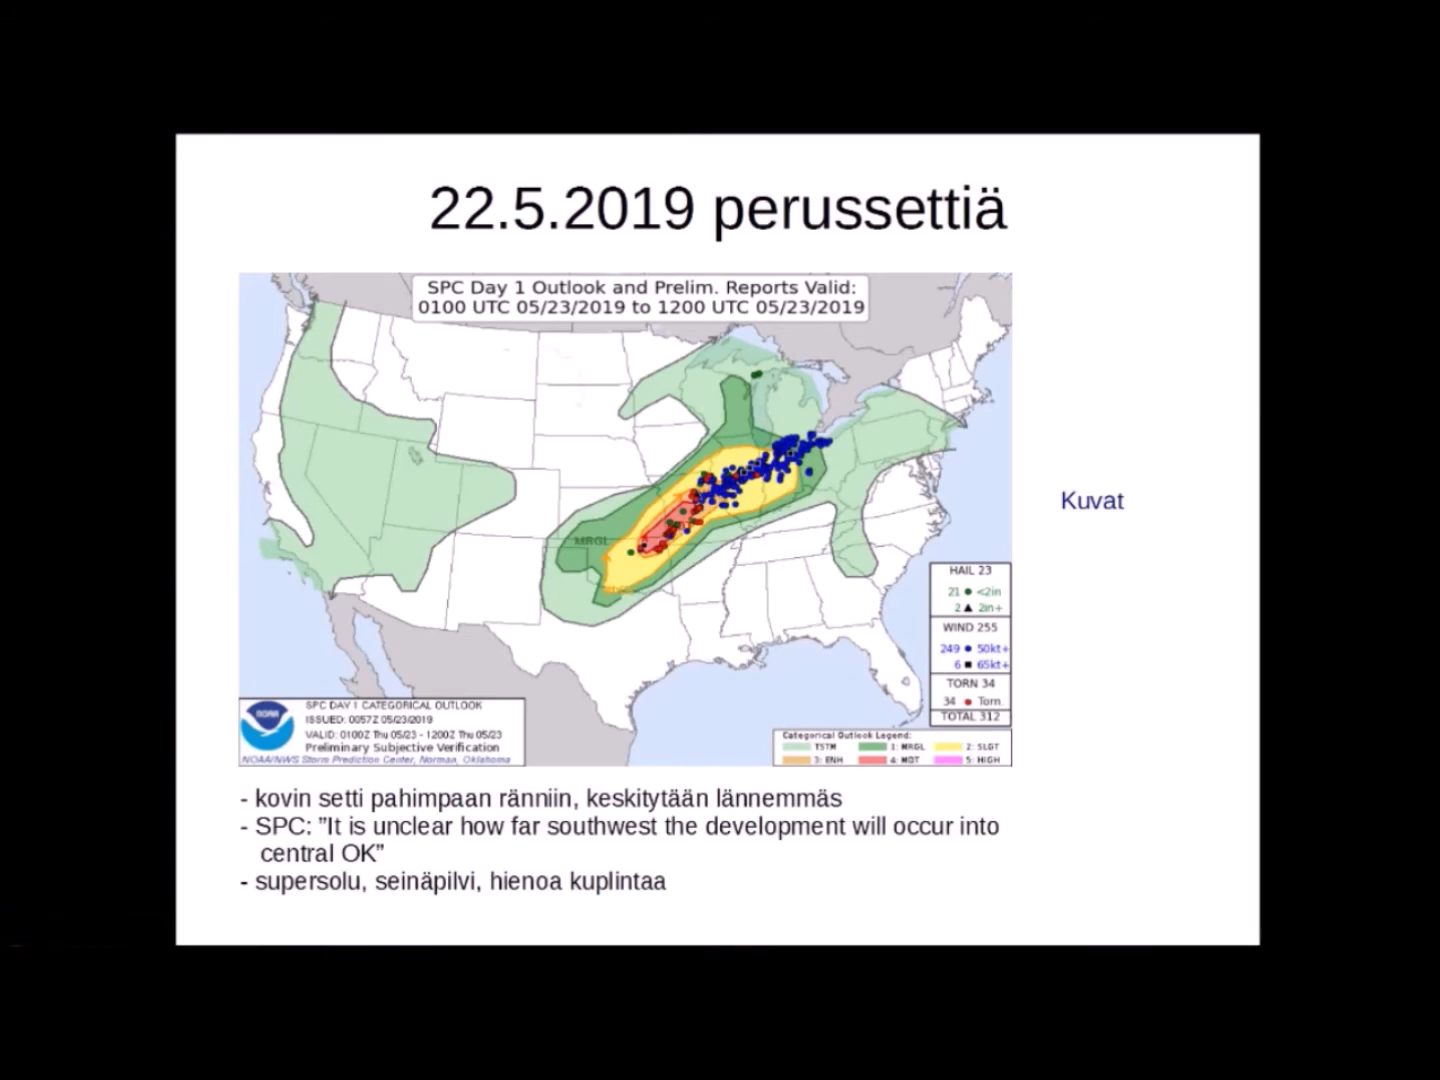 22.5.2019 perussettiä
SPC Day 1 Outlook and Prelim. Reports Valid:
0100 UTC 05/23/2019 to 1200 UTC 05/23/2019
MRGL
Kuvat
HAIL 23
21 ● <2in
2 ▲ 2in+
WIND 255
249 ● 50kt+
6 ■ 65kt+
TORN 34
34 ● Torn.
TOTAL 312
NOAA
SPC DAY 1 CATEGORICAL OUTLOOK
ISSUED: 0057Z 05/23/2019
VALID: 0100Z Thu 05/23 - 1200Z Thu 05/23
Preliminary Subjective Verification
NOAA/NWS Storm Prediction Center, Norman, Oklahoma
Categorical Outlook Legend:
TSTM 1: MRGL 2: SLGT
3: ENH 4: MDT 5: HIGH
- kovin setti pahimpaan ränniin, keskitytään lännemmäs
- SPC: ”It is unclear how far southwest the development will occur into
central OK”
- supersolu, seinäpilvi, hienoa kuplintaa